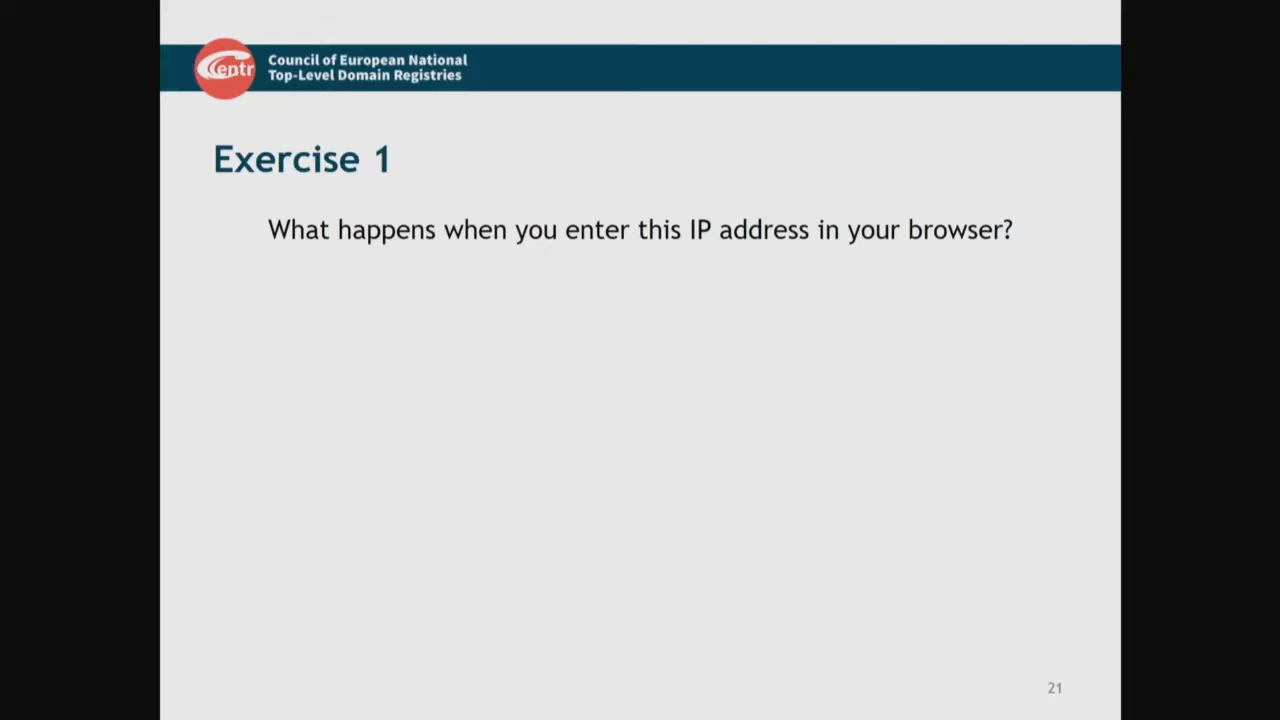 Centr
Council of European National
Top-Level Domain Registries
Exercise 1
What happens when you enter this IP address in your browser?
21